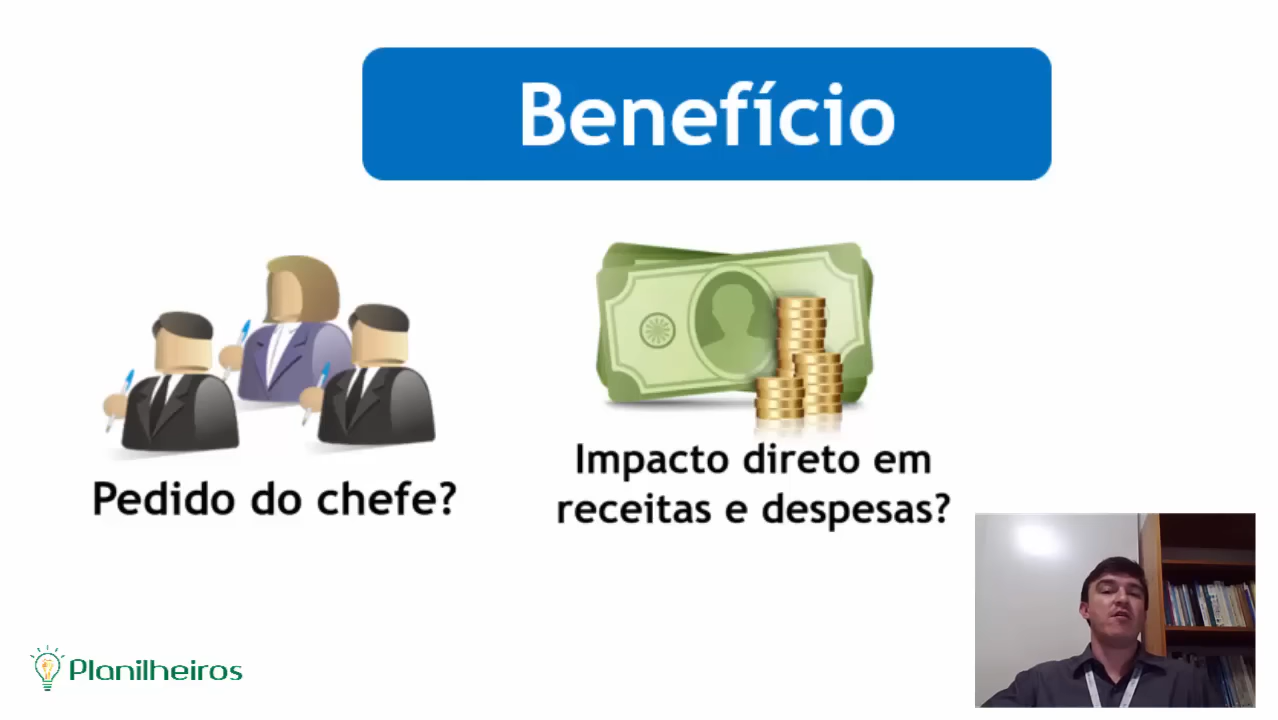 Benefício
Pedido do chefe?
Impacto direto em
receitas e despesas?
Planilheiros